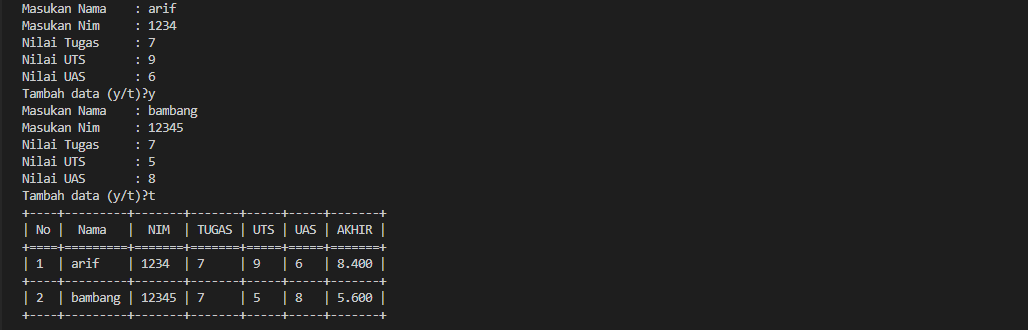 Masukan Nama    : arif
Masukan Nim     : 1234
Nilai Tugas     : 7
Nilai UTS       : 9
Nilai UAS       : 6
Tambah data (y/t)?y
Masukan Nama    : bambang
Masukan Nim     : 12345
Nilai Tugas     : 7
Nilai UTS       : 5
Nilai UAS       : 8
Tambah data (y/t)?t
+----+---------+-------+-------+-----+-----+-------+
| No |  Nama   |  NIM  | TUGAS | UTS | UAS | AKHIR |
+====+=========+=======+=======+=====+=====+=======+
| 1  | arif    | 1234  | 7     | 9   | 6   | 8.400 |
+----+---------+-------+-------+-----+-----+-------+
| 2  | bambang | 12345 | 7     | 5   | 8   | 5.600 |
+----+---------+-------+-------+-----+-----+-------+